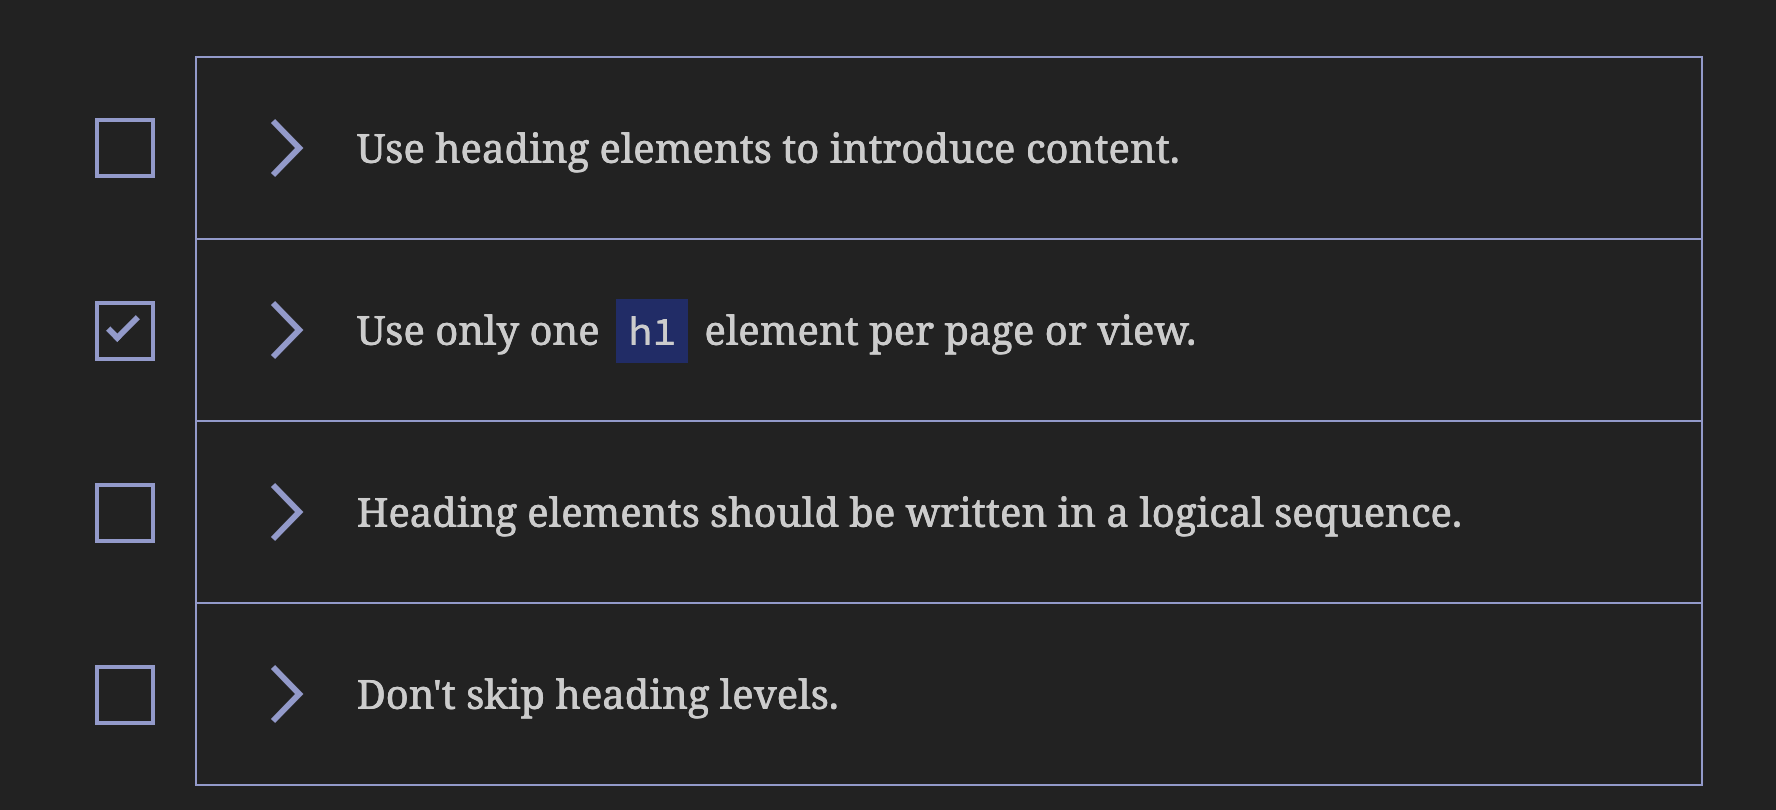 Use heading elements to introduce content.
Use only one h1 element per page or view.
Heading elements should be written in a logical sequence.
Don't skip heading levels.